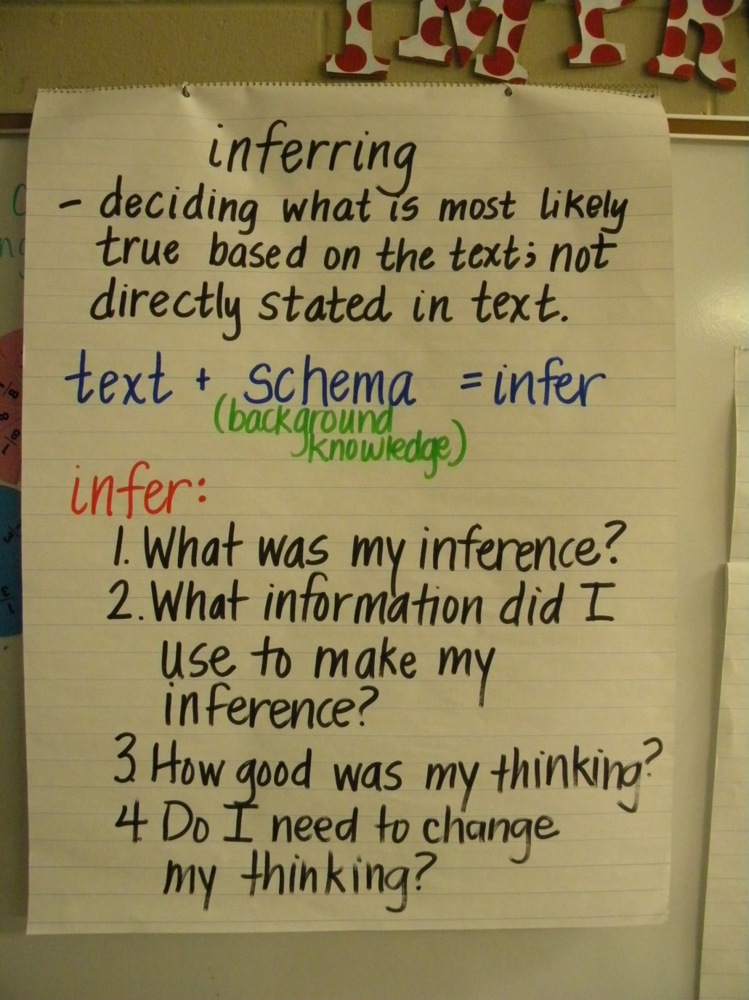 IMPR
inferring
- deciding what is most likely
true based on the text; not
directly stated in text.
text + schema = infer
(background
knowledge)
infer:
1. What was my inference?
2. What information did I
use to make my
inference?
3. How good was my thinking?
4. Do I need to change
my thinking?